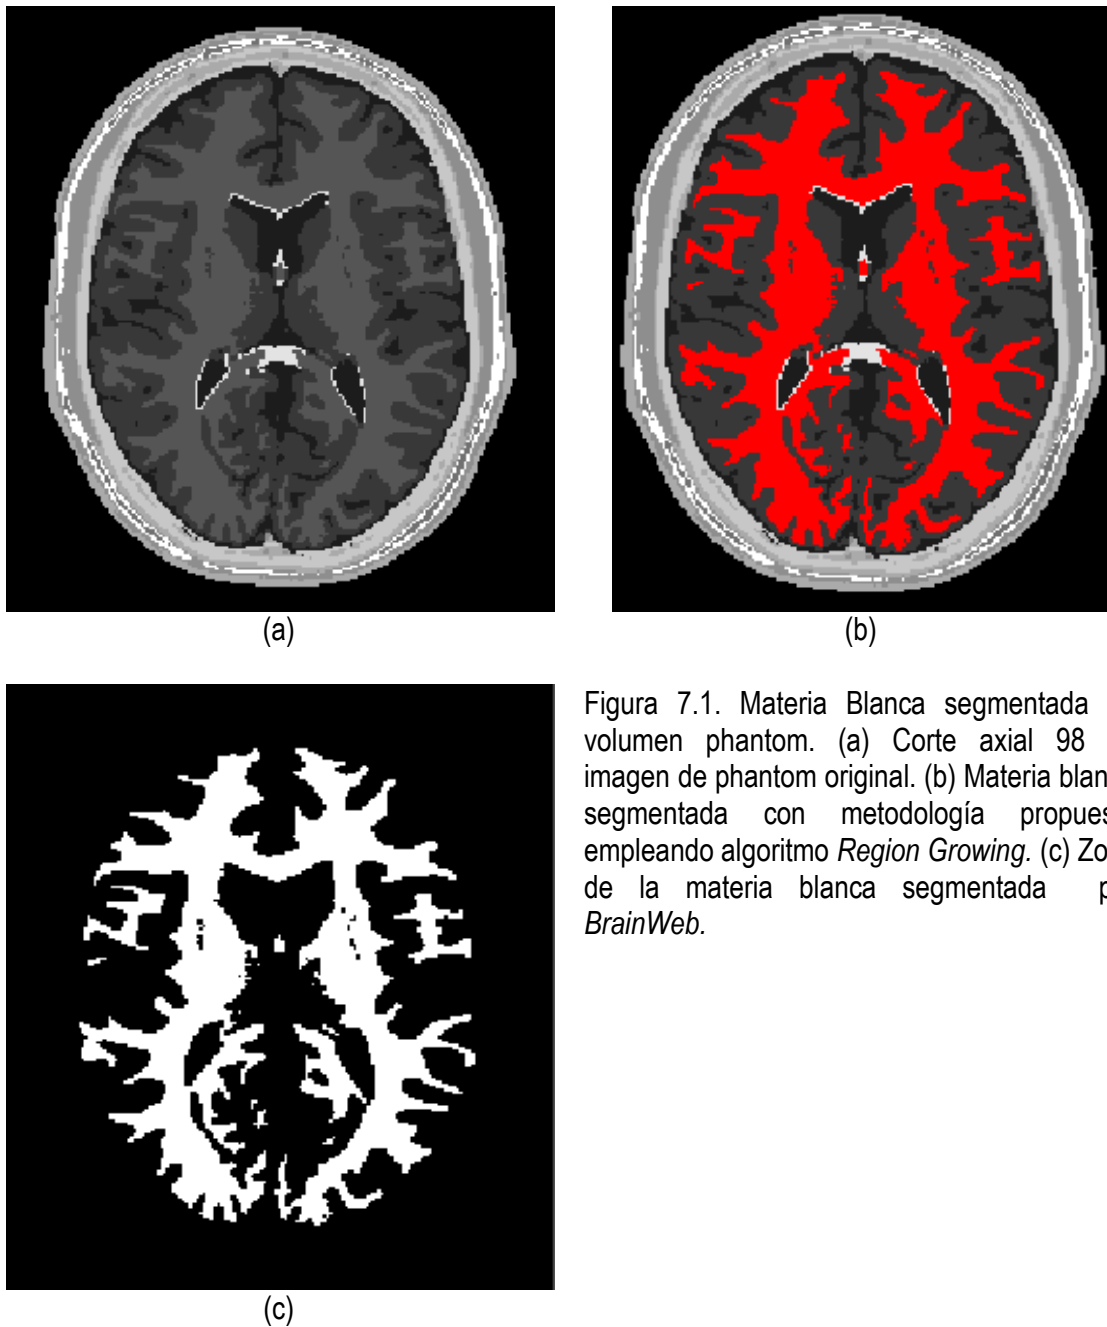 (a)
(b)
Figura 7.1. Materia Blanca segmentada
volumen phantom. (a) Corte axial 98
imagen de phantom original. (b) Materia blan
segmentada con metodología propues
empleando algoritmo Region Growing. (c) Zo
de la materia blanca segmentada p
BrainWeb.
(c)